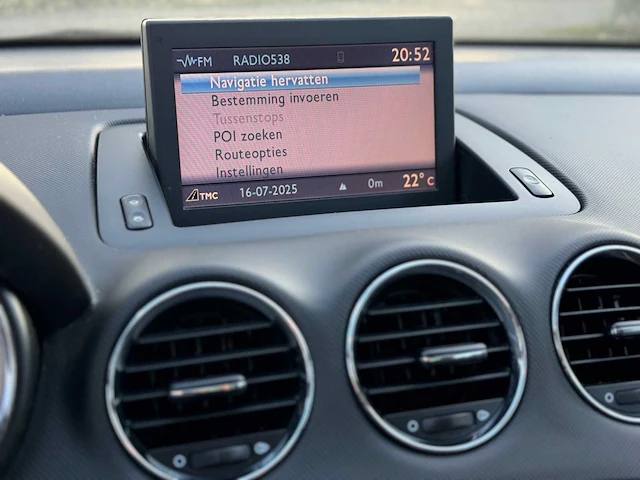 FM RADIO538 20:52
Navigatie hervatten
Bestemming invoeren
Tussenstops
POI zoeken
Routeopties
Instellingen
TMC 16-07-2025 0m 22°C